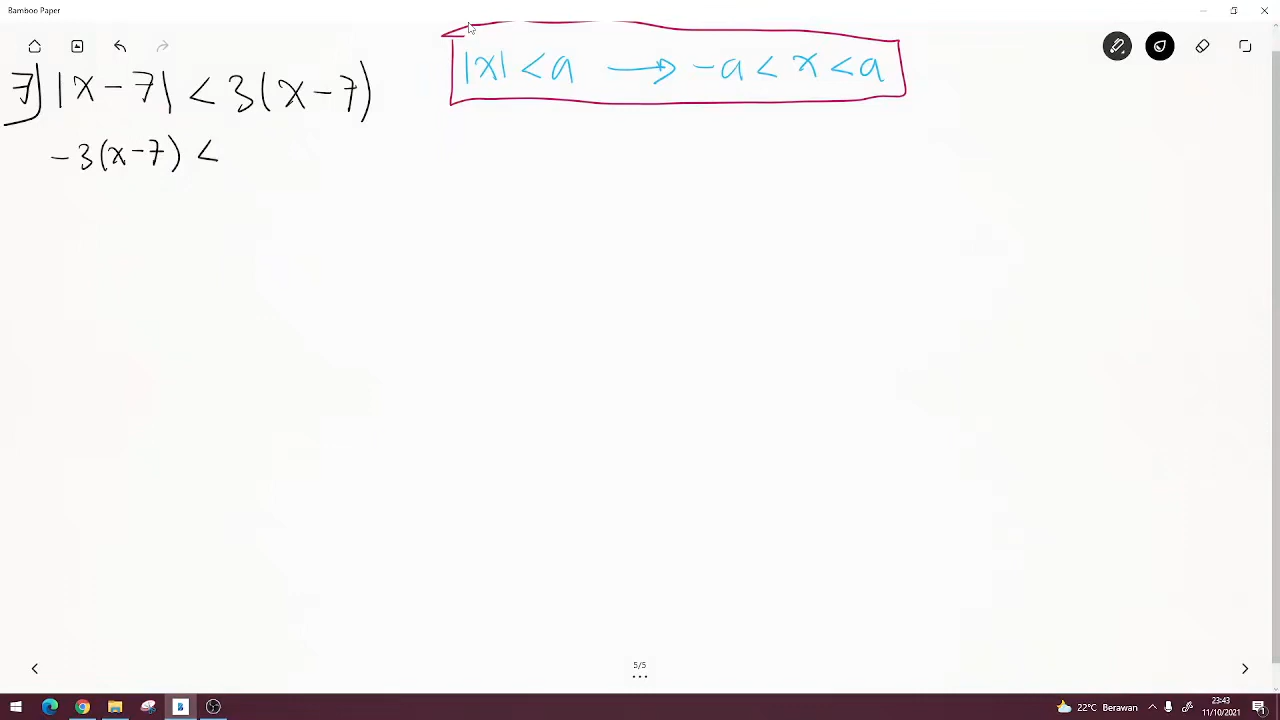 Bamboo Paper
|x| < a → -a < x < a
7) |x - 7| < 3(x - 7)
-3(x - 7) <
5/5
22°C Berawan
23:43
11/10/2021